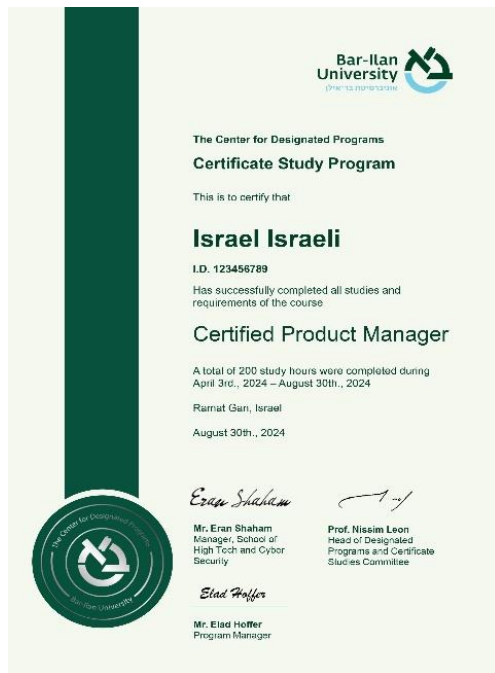 Bar-Ilan
University
אוניברסיטת בר-אילן
The Center for Designated Programs
Certificate Study Program
This is to certify that
Israel Israeli
I.D. 123456789
Has successfully completed all studies and
requirements of the course
Certified Product Manager
A total of 200 study hours were completed during
April 3rd., 2024 – August 30th., 2024
Ramat Gan, Israel
August 30th., 2024
Eran Shaham
Mr. Eran Shaham
Manager, School of
High Tech and Cyber
Security
Prof. Nissim Leon
Head of Designated
Programs and Certificate
Studies Committee
Elad Hoffer
Mr. Elad Hoffer
Program Manager
The Center for Designated Programs
Bar-Ilan University